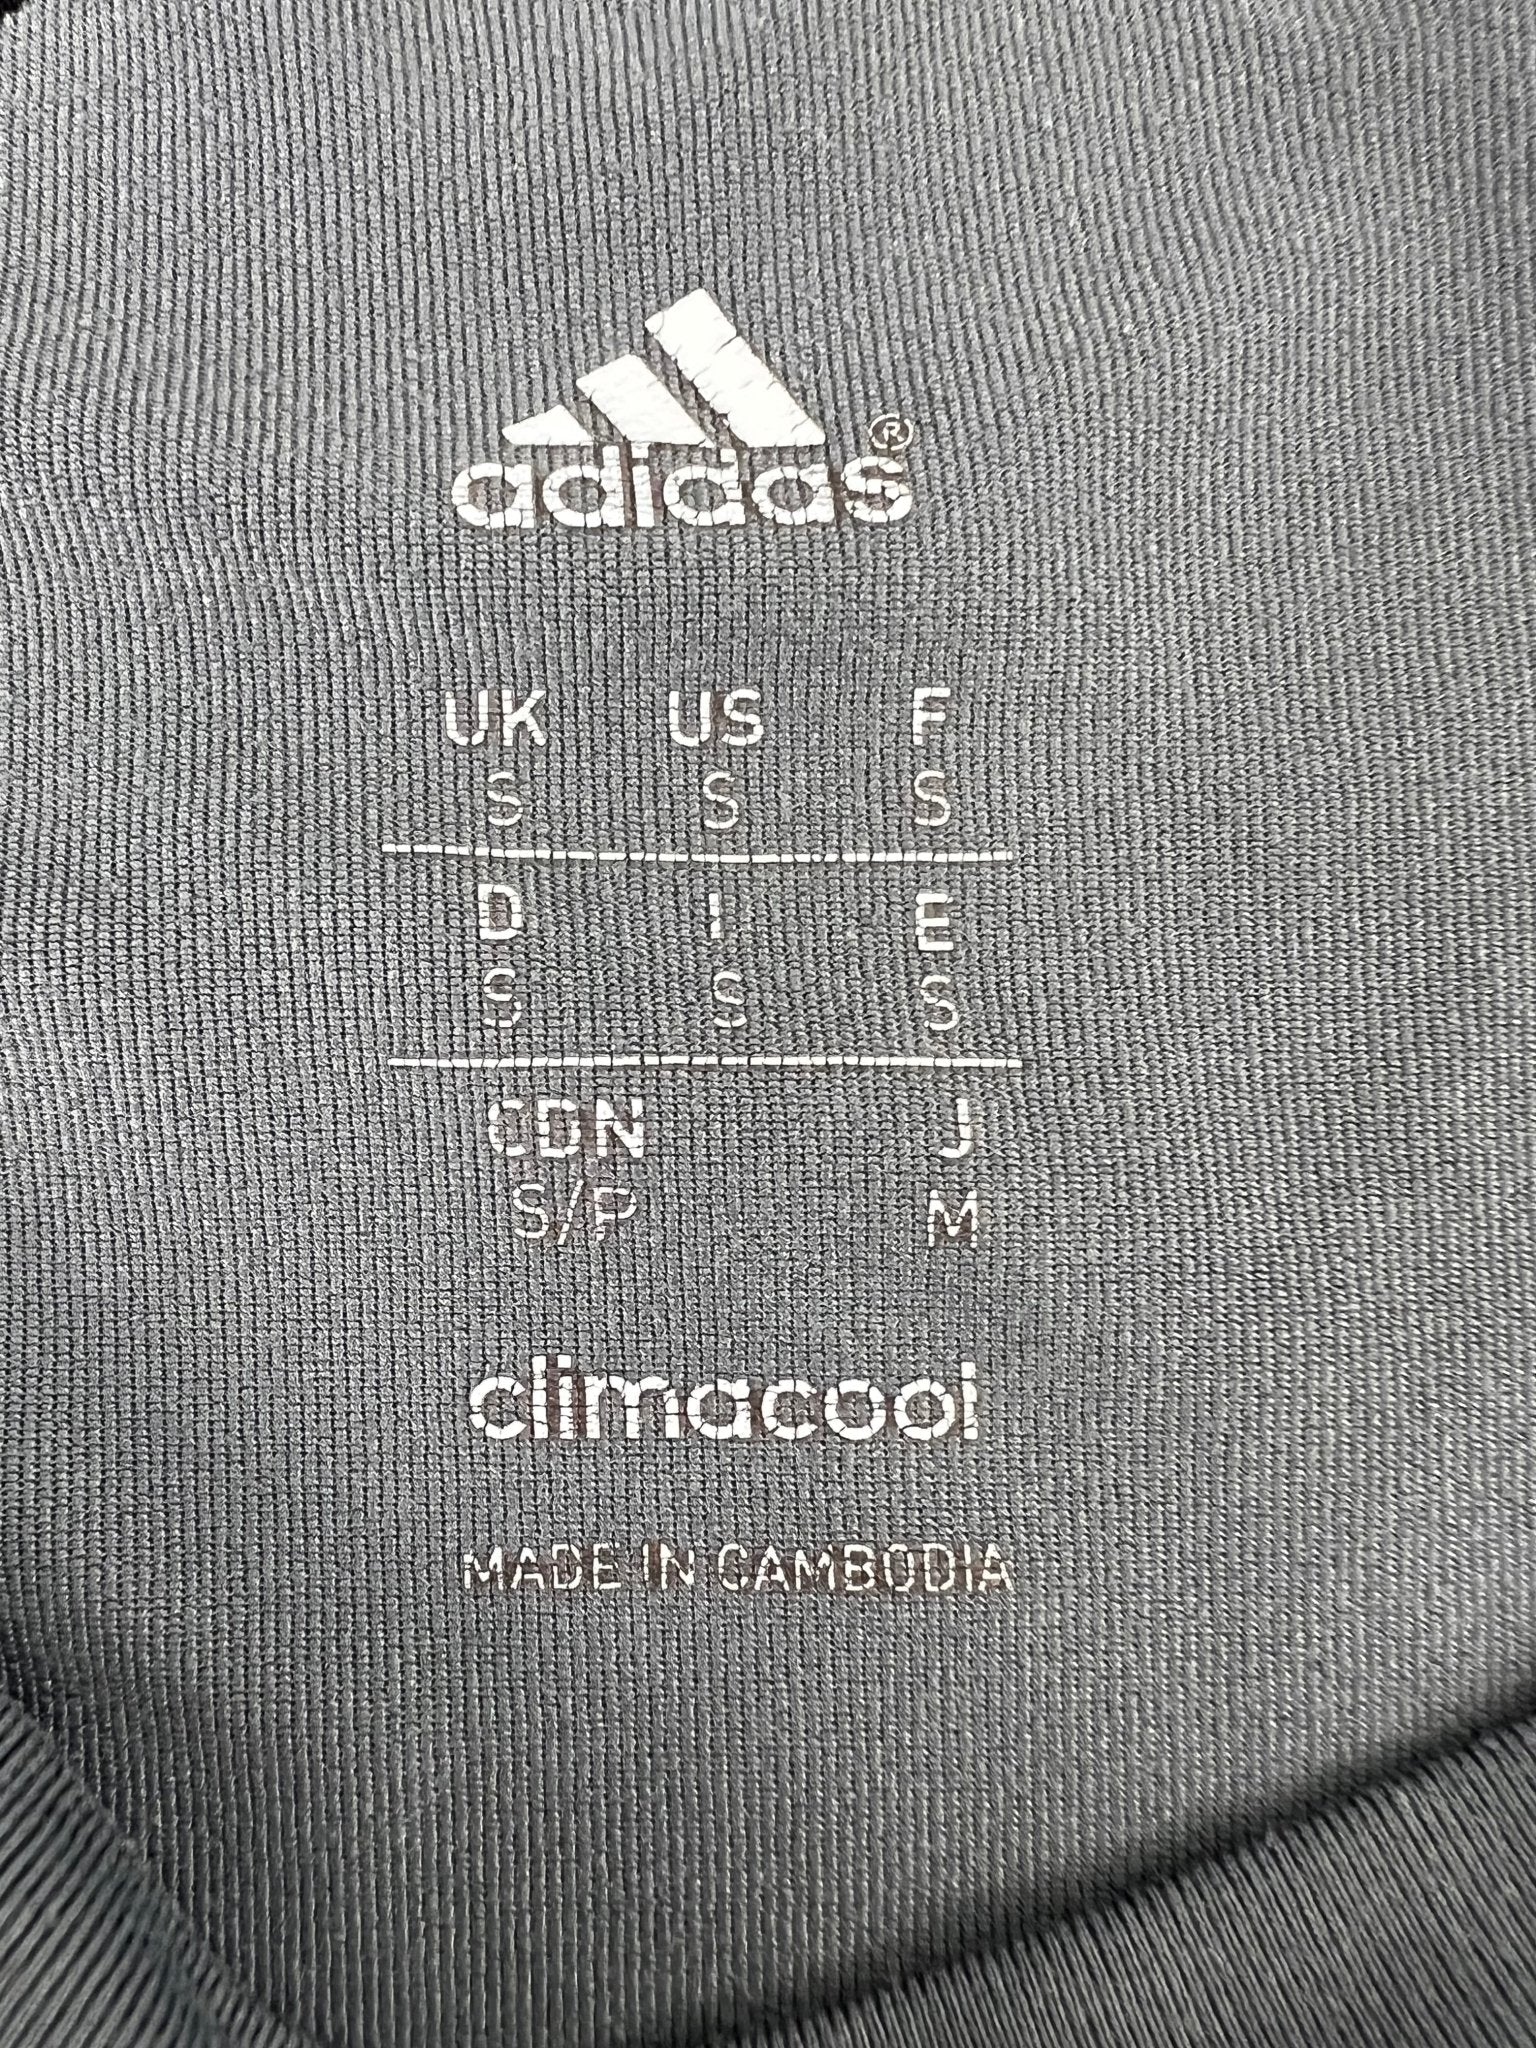 adidas®
UK US F
S S S
D I E
S S S
CDN J
S/P M
climacool
MADE IN CAMBODIA